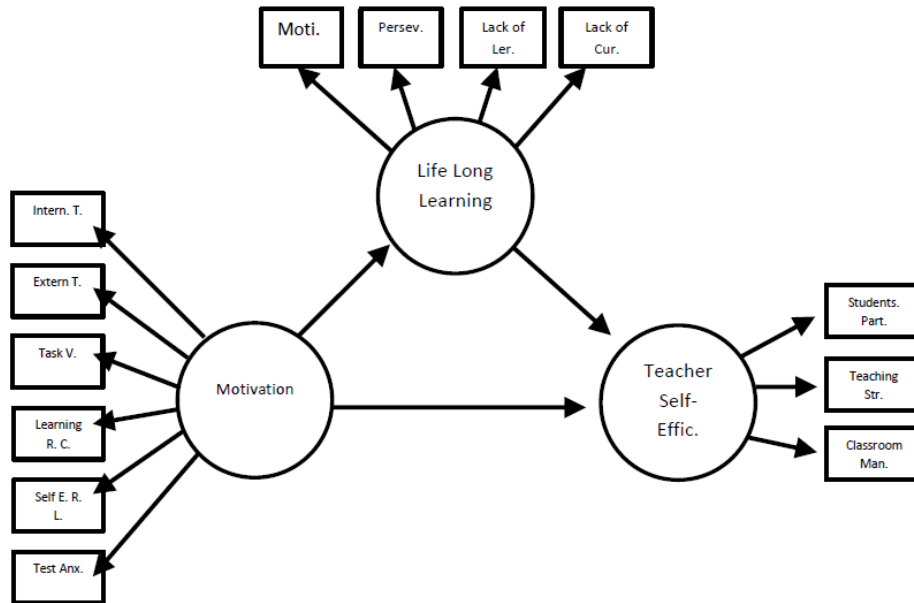 Moti.
Persev.
Lack of
Ler.
Lack of
Cur.
Life Long
Learning
Intern. T.
Extern T.
Task V.
Learning
R. C.
Self E. R.
L.
Test Anx.
Motivation
Teacher
Self-
Effic.
Students.
Part.
Teaching
Str.
Classroom
Man.